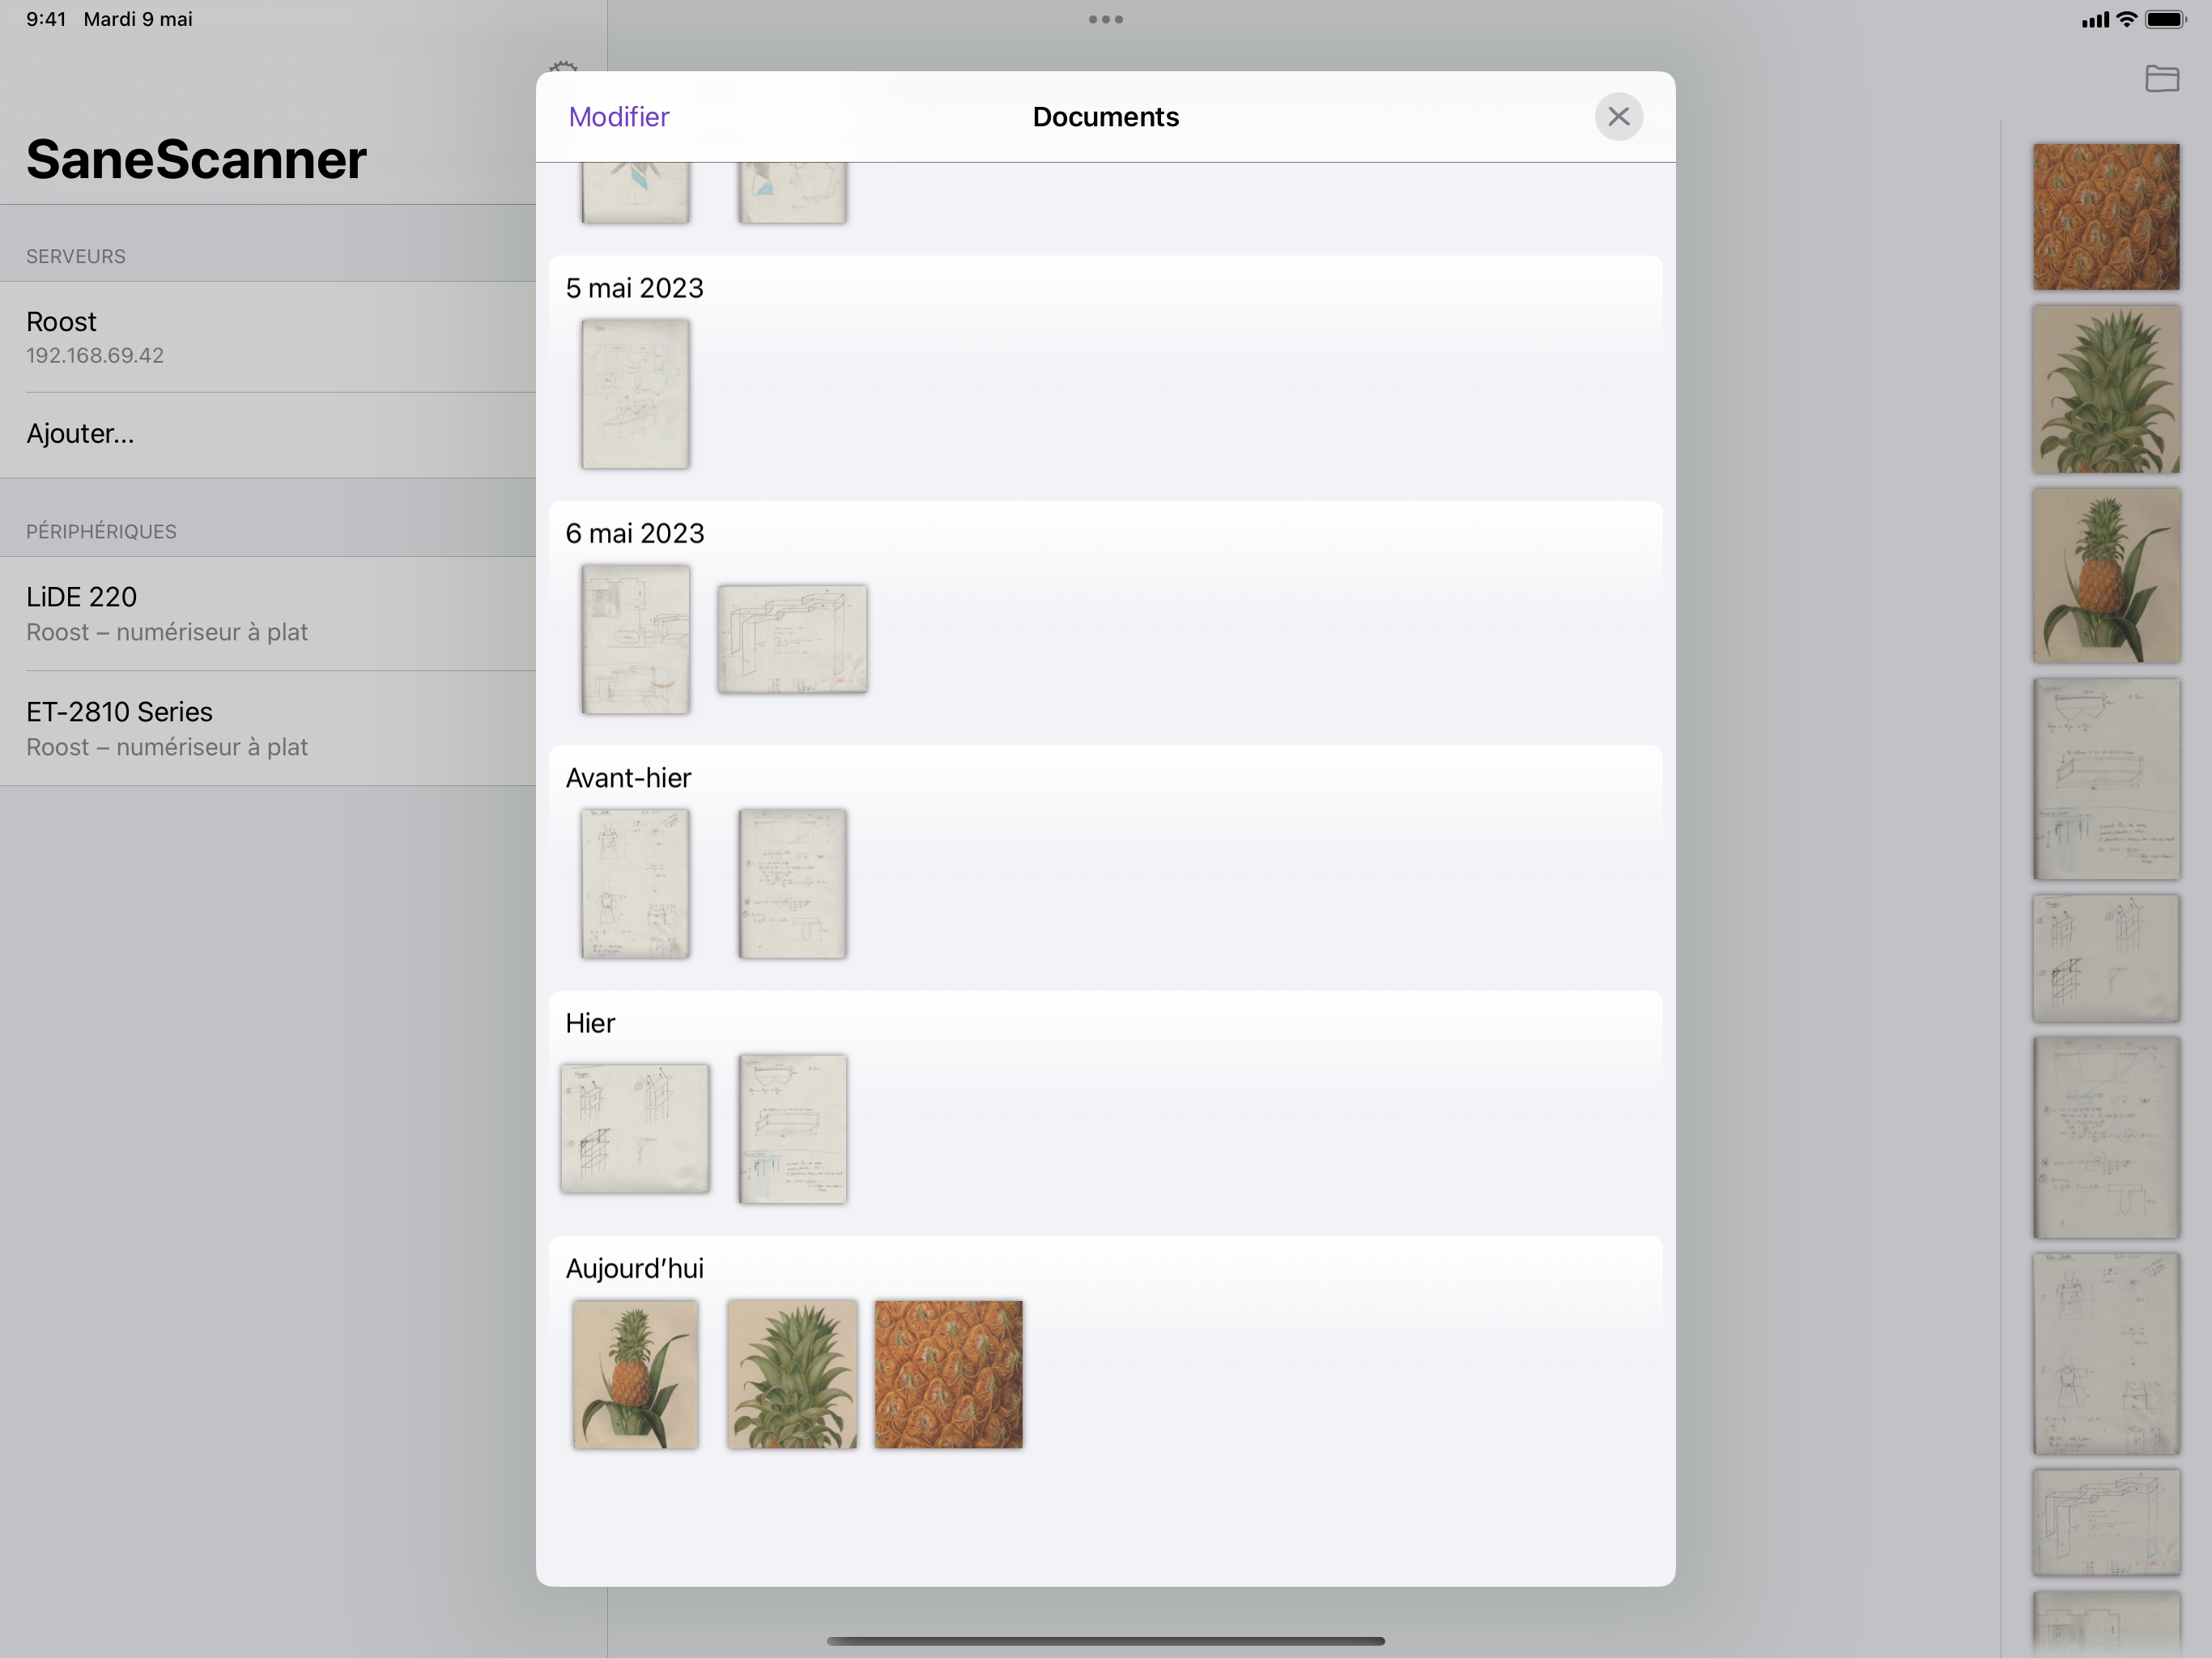 9:41 Mardi 9 mai
SaneScanner
SERVEURS
Roost
192.168.69.42
Ajouter...
PÉRIPHÉRIQUES
LiDE 220
Roost – numériseur à plat
ET-2810 Series
Roost – numériseur à plat
Modifier
Documents
5 mai 2023
6 mai 2023
Avant-hier
Hier
Aujourd’hui